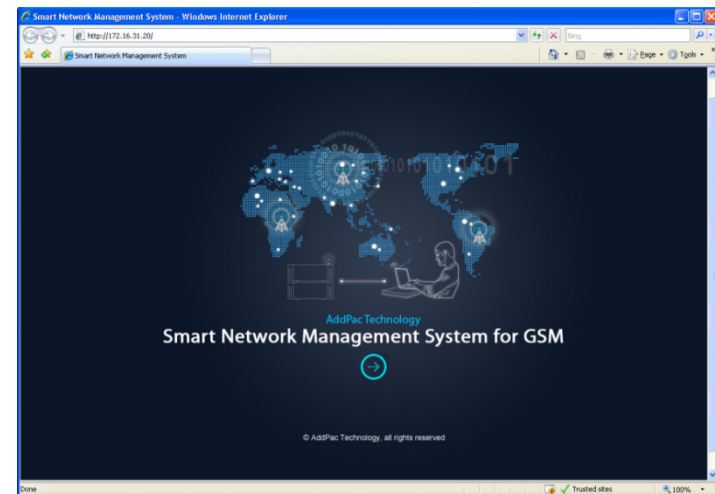 Smart Network Management System - Windows Internet Explorer
http://172.16.31.20/
Bing
Smart Network Management System
Page
Tools
AddPac Technology
Smart Network Management System for GSM
© AddPac Technology, all rights reserved
Done
Trusted sites
100%